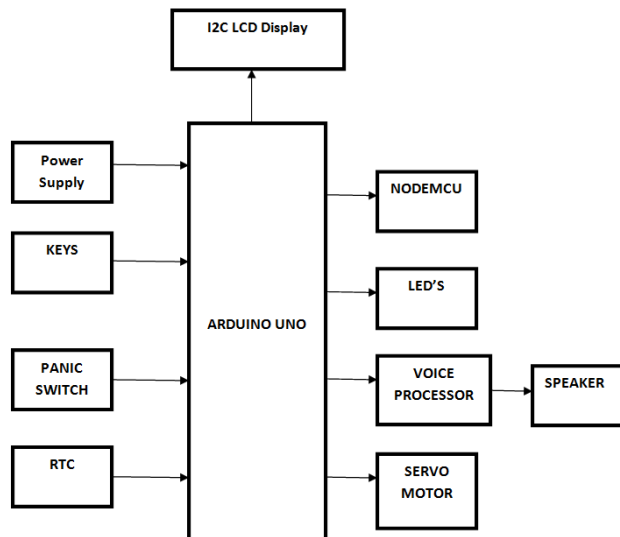 I2C LCD Display
Power
Supply
KEYS
PANIC
SWITCH
RTC
ARDUINO UNO
NODEMCU
LED’S
VOICE
PROCESSOR
SPEAKER
SERVO
MOTOR